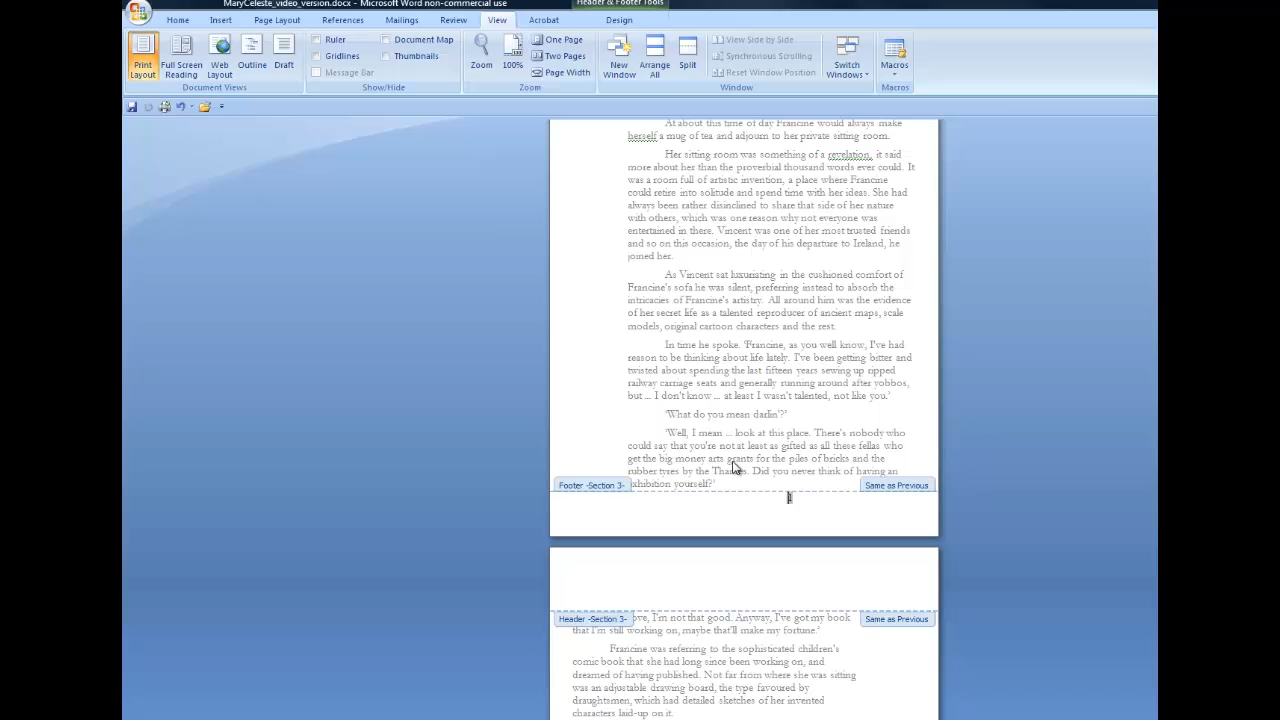 MaryCeleste_video_version.docx - Microsoft Word non-commercial use
Header & Footer Tools
Home Insert Page Layout References Mailings Review View Acrobat Design
Print Layout
Full Screen Reading
Web Layout
Outline
Draft
Document Views
Ruler
Gridlines
Message Bar
Document Map
Thumbnails
Show/Hide
Zoom
100%
One Page
Two Pages
Page Width
Zoom
New Window
Arrange All
Split
View Side by Side
Synchronous Scrolling
Reset Window Position
Window
Switch Windows
Macros
Macros
At about this time of day Francine would always make
herself a mug of tea and adjourn to her private sitting room.
Her sitting room was something of a revelation, it said
more about her than the proverbial thousand words ever could. It
was a room full of artistic invention, a place where Francine
could retire into solitude and spend time with her ideas. She had
always been rather disinclined to share that side of her nature
with others, which was one reason why not everyone was
entertained in there. Vincent was one of her most trusted friends
and so on this occasion, the day of his departure to Ireland, he
joined her.
As Vincent sat luxuriating in the cushioned comfort of
Francine's sofa he was silent, preferring instead to absorb the
intricacies of Francine's artistry. All around him was the evidence
of her secret life as a talented reproducer of ancient maps, scale
models, original cartoon characters and the rest.
In time he spoke. 'Francine, as you well know, I've had
reason to be thinking about life lately. I've been getting bitter and
twisted about spending the last fifteen years sewing up ripped
railway carriage seats and generally running around after yobbos,
but ... I don't know ... at least I wasn't talented, not like you.'
'What do you mean darlin'?'
'Well, I mean ... look at this place. There's nobody who
could say that you're not at least as gifted as all these fellas who
get the big money arts grants for the piles of bricks and the
rubber tyres by the Thames. Did you never think of having an
exhibition yourself?'
Footer -Section 3-
Same as Previous
Header -Section 3-
Same as Previous
ove, I'm not that good. Anyway, I've got my book
that I'm still working on, maybe that'll make my fortune.'
Francine was referring to the sophisticated children's
comic book that she had long since been working on, and
dreamed of having published. Not far from where she was sitting
was an adjustable drawing board, the type favoured by
draughtsmen, which had detailed sketches of her invented
characters laid-up on it.